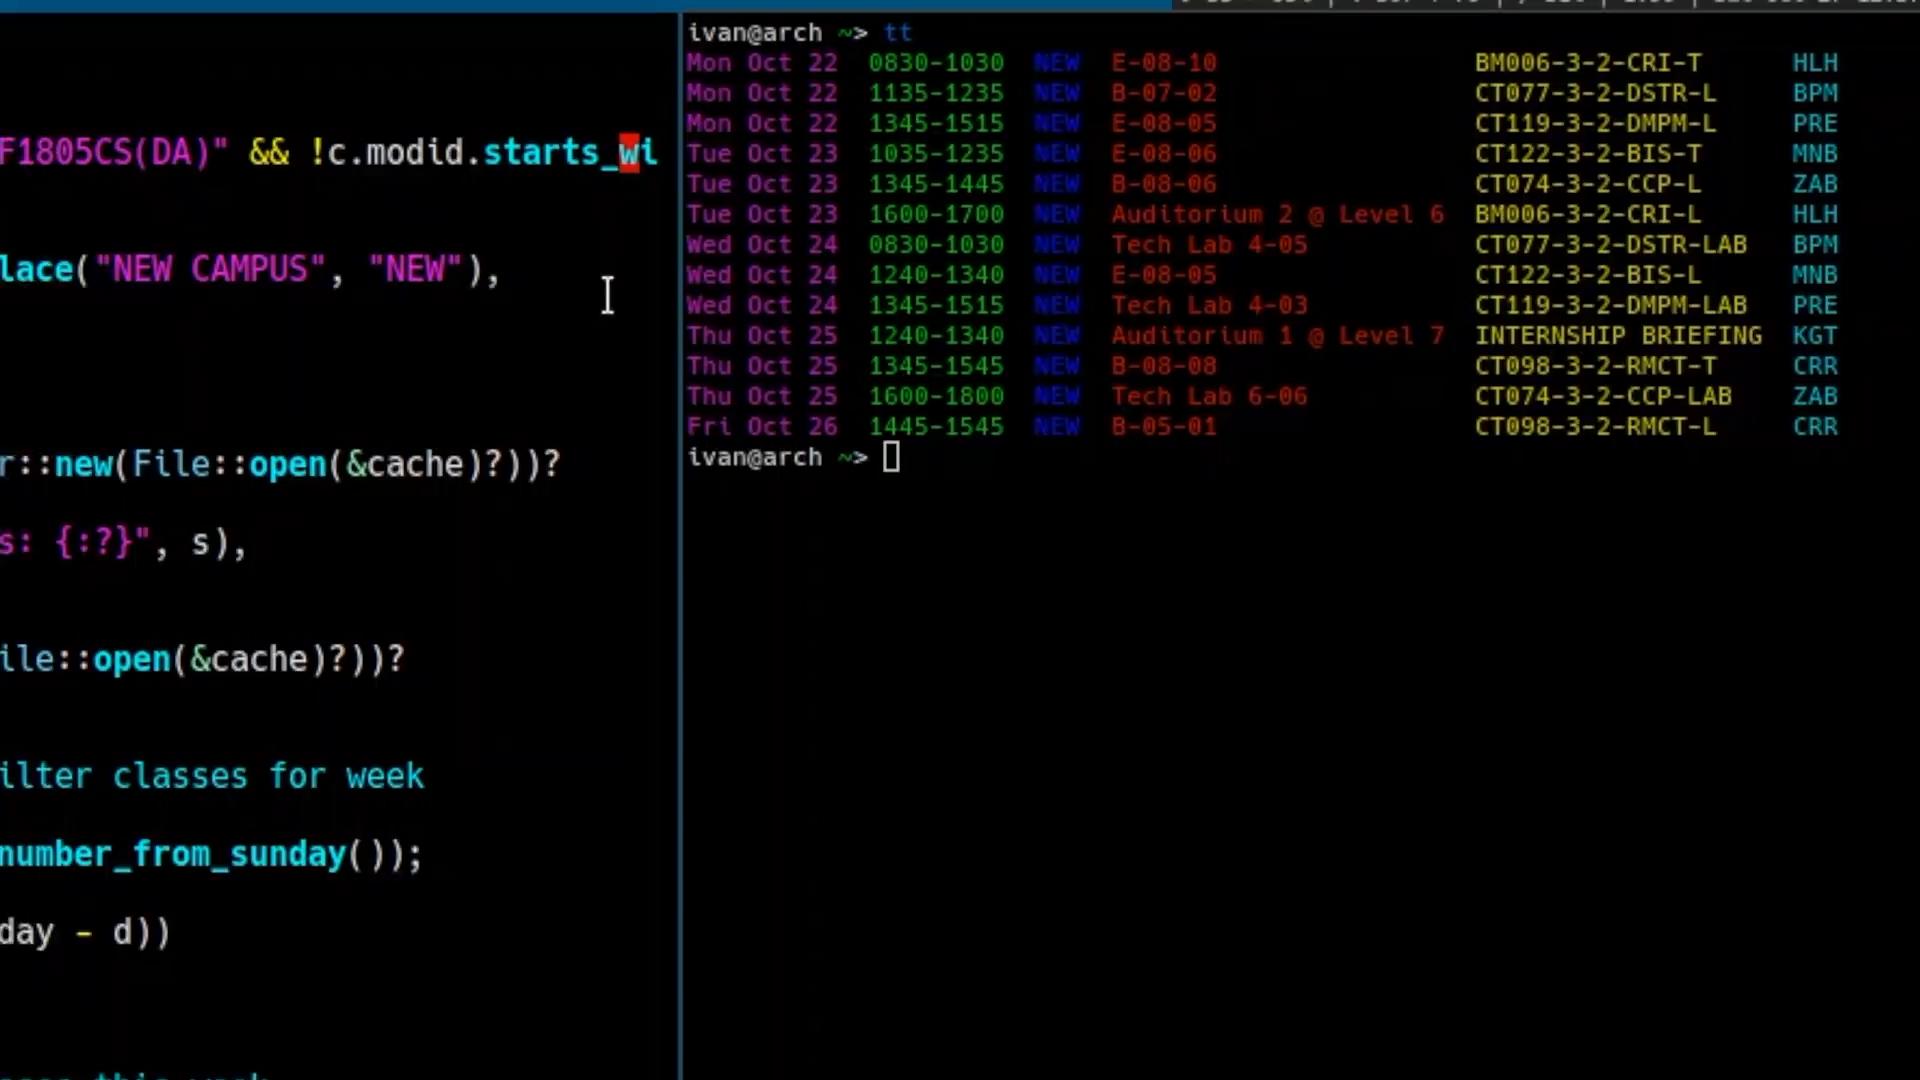 F1805CS(DA)" && !c.modid.starts_wi
lace("NEW CAMPUS", "NEW"),
r::new(File::open(&cache)?))?
s: {:?}", s),
ile::open(&cache)?))?
ilter classes for week
number_from_sunday());
day - d))
ivan@arch ~> tt
Mon Oct 22 0830-1030 NEW E-08-10 BM006-3-2-CRI-T HLH
Mon Oct 22 1135-1235 NEW B-07-02 CT077-3-2-DSTR-L BPM
Mon Oct 22 1345-1515 NEW E-08-05 CT119-3-2-DMPM-L PRE
Tue Oct 23 1035-1235 NEW E-08-06 CT122-3-2-BIS-T MNB
Tue Oct 23 1345-1445 NEW B-08-06 CT074-3-2-CCP-L ZAB
Tue Oct 23 1600-1700 NEW Auditorium 2 @ Level 6 BM006-3-2-CRI-L HLH
Wed Oct 24 0830-1030 NEW Tech Lab 4-05 CT077-3-2-DSTR-LAB BPM
Wed Oct 24 1240-1340 NEW E-08-05 CT122-3-2-BIS-L MNB
Wed Oct 24 1345-1515 NEW Tech Lab 4-03 CT119-3-2-DMPM-LAB PRE
Thu Oct 25 1240-1340 NEW Auditorium 1 @ Level 7 INTERNSHIP BRIEFING KGT
Thu Oct 25 1345-1545 NEW B-08-08 CT098-3-2-RMCT-T CRR
Thu Oct 25 1600-1800 NEW Tech Lab 6-06 CT074-3-2-CCP-LAB ZAB
Fri Oct 26 1445-1545 NEW B-05-01 CT098-3-2-RMCT-L CRR
ivan@arch ~>